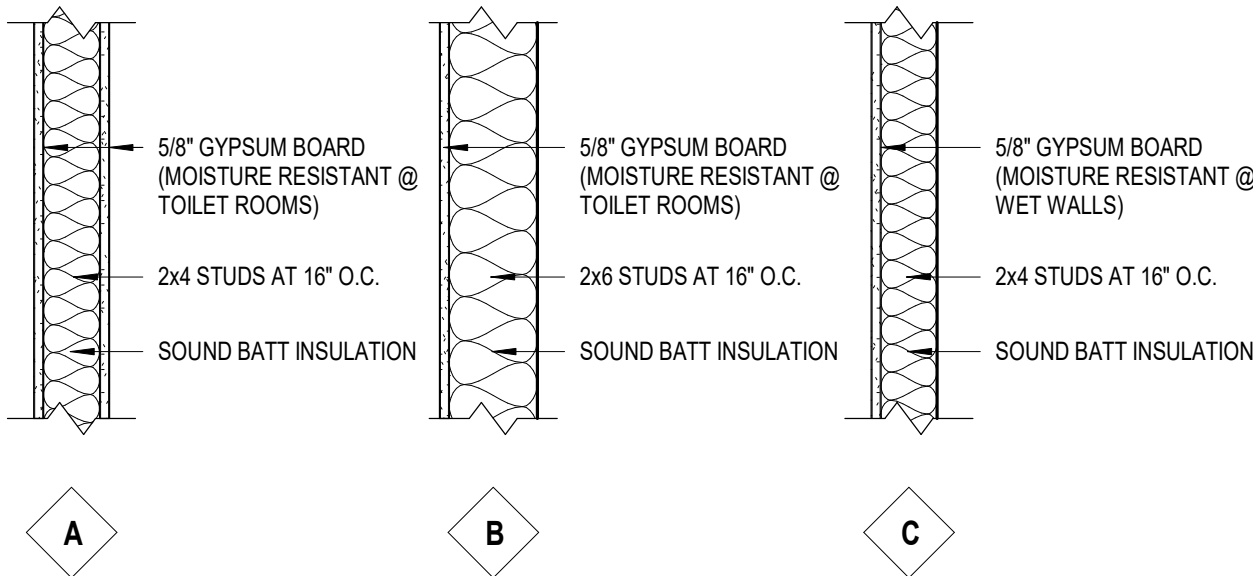 5/8" GYPSUM BOARD
(MOISTURE RESISTANT @
TOILET ROOMS)
2x4 STUDS AT 16" O.C.
SOUND BATT INSULATION
A
5/8" GYPSUM BOARD
(MOISTURE RESISTANT @
TOILET ROOMS)
2x6 STUDS AT 16" O.C.
SOUND BATT INSULATION
B
5/8" GYPSUM BOARD
(MOISTURE RESISTANT @
WET WALLS)
2x4 STUDS AT 16" O.C.
SOUND BATT INSULATION
C